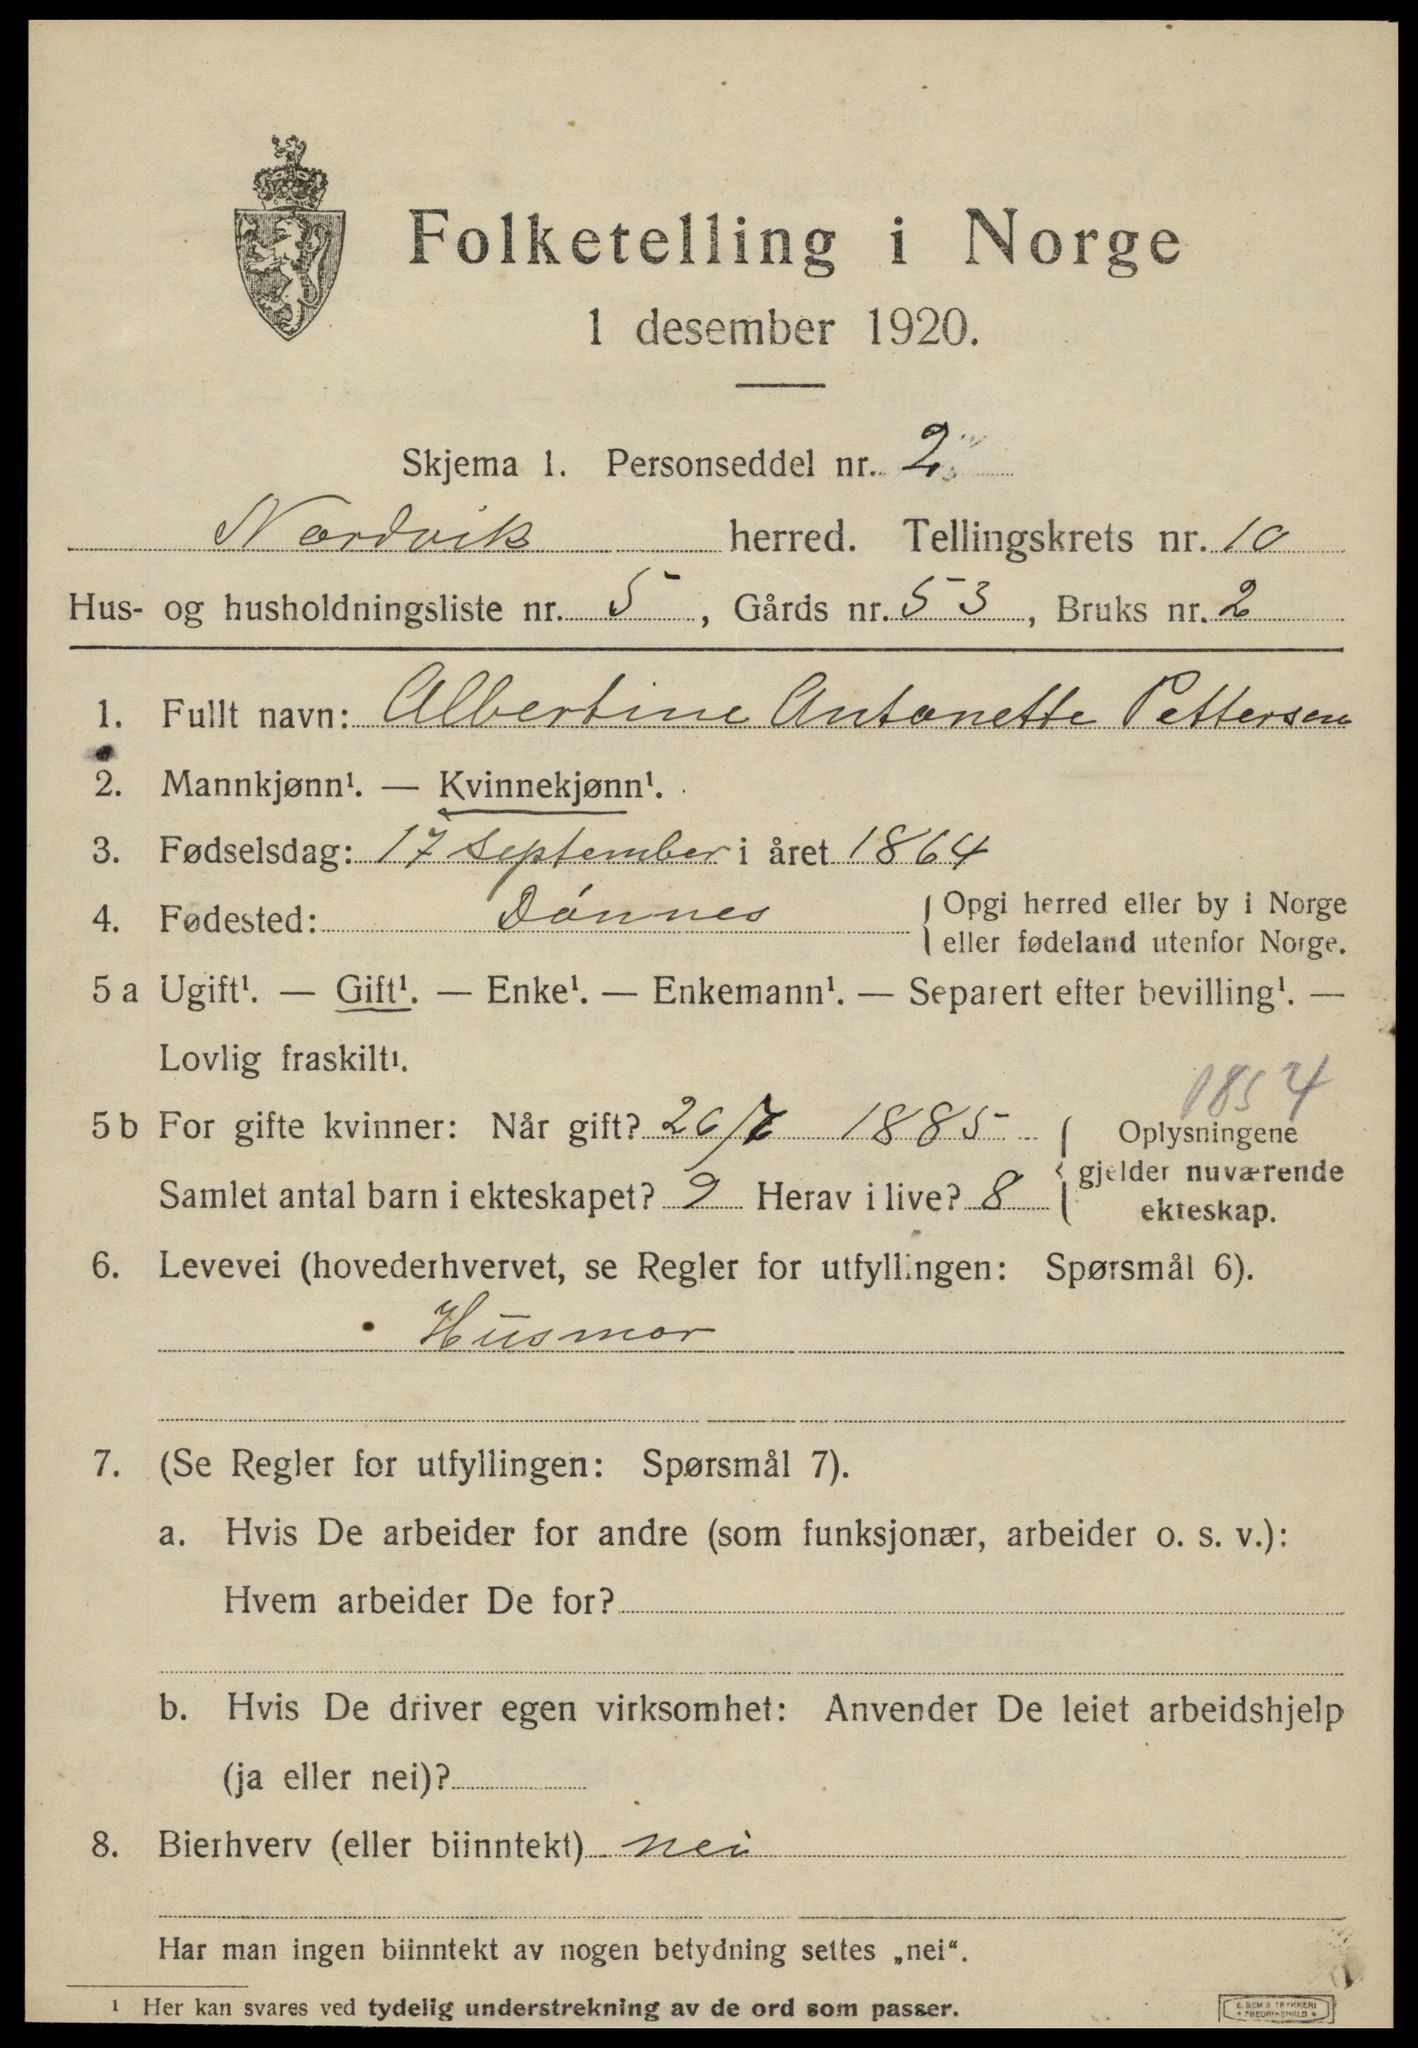 Folketelling i Norge
1 desember 1920.
Skjema 1. Personseddel nr. 2
Nordvik herred. Tellingskrets nr. 10
Hus- og husholdningsliste nr. 5, Gårds nr. 53, Bruks nr. 2
1. Fullt navn: Albertine Antonette Pettersen
2. Mannkjønn¹. — Kvinnekjønn¹.
3. Fødselsdag: 17 september i året 1864
4. Fødested: Dønnes
{ Opgi herred eller by i Norge
eller fødeland utenfor Norge.
5 a Ugift¹. — Gift¹. — Enke¹. — Enkemann¹. — Separert efter bevilling¹. —
Lovlig fraskilt¹.
1854
5 b For gifte kvinner: Når gift? 26/7 1885
Samlet antal barn i ekteskapet? 9 Herav i live? 8
{ Oplysningene
gjelder nuværende
ekteskap.
6. Levevei (hovederhvervet, se Regler for utfyllingen: Spørsmål 6).
Husmor
7. (Se Regler for utfyllingen: Spørsmål 7).
a. Hvis De arbeider for andre (som funksjonær, arbeider o. s. v.):
Hvem arbeider De for?
b. Hvis De driver egen virksomhet: Anvender De leiet arbeidshjelp
(ja eller nei)?
8. Bierhverv (eller biinntekt) nei
Har man ingen biinntekt av nogen betydning settes „nei“.
¹ Her kan svares ved tydelig understrekning av de ord som passer.
E. SEM'S TRYKKERI
FREDRIKSHALD